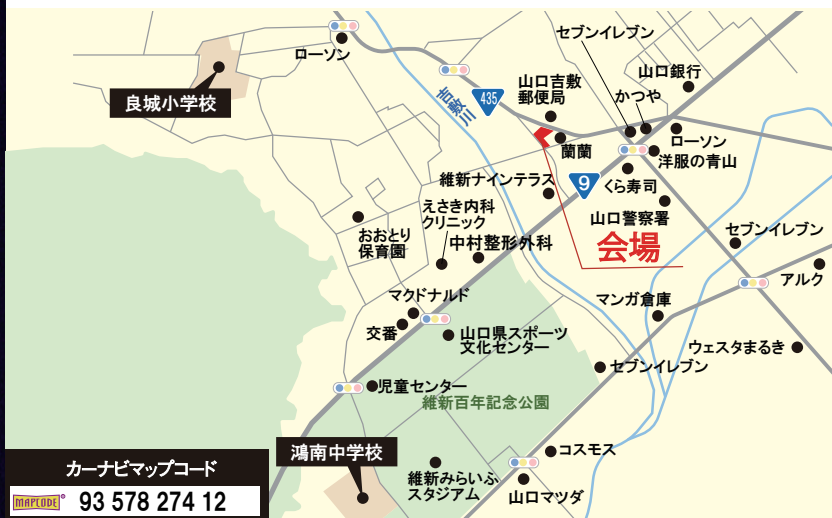 セブンイレブン
ローソン
山口銀行
山口吉敷
郵便局
かつや
良城小学校
吉敷川
435
蘭蘭
ローソン
洋服の青山
維新ナインテラス
9
くら寿司
山口警察署
えさき内科
クリニック
おおとり
保育園
中村整形外科
会場
セブンイレブン
アルク
マクドナルド
マンガ倉庫
交番
山口県スポーツ
文化センター
ウェスタまるき
セブンイレブン
児童センター
維新百年記念公園
鴻南中学校
コスモス
維新みらいふ
スタジアム
山口マツダ
カーナビマップコード
MAPCODE® 93 578 274 12